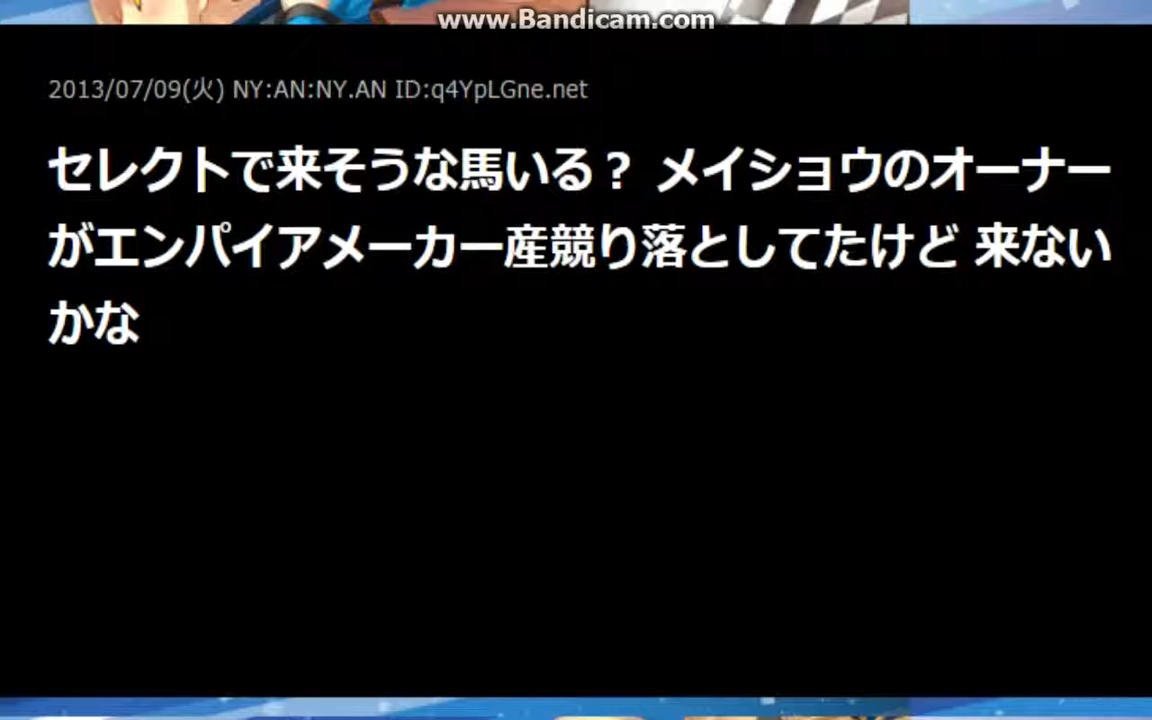 www.Bandicam.com
2013/07/09(火) NY:AN:NY.AN ID:q4YpLGne.net
セレクトで来そうな馬いる？ メイショウのオーナー
がエンパイアメーカー産競り落としてたけど 来ない
かな